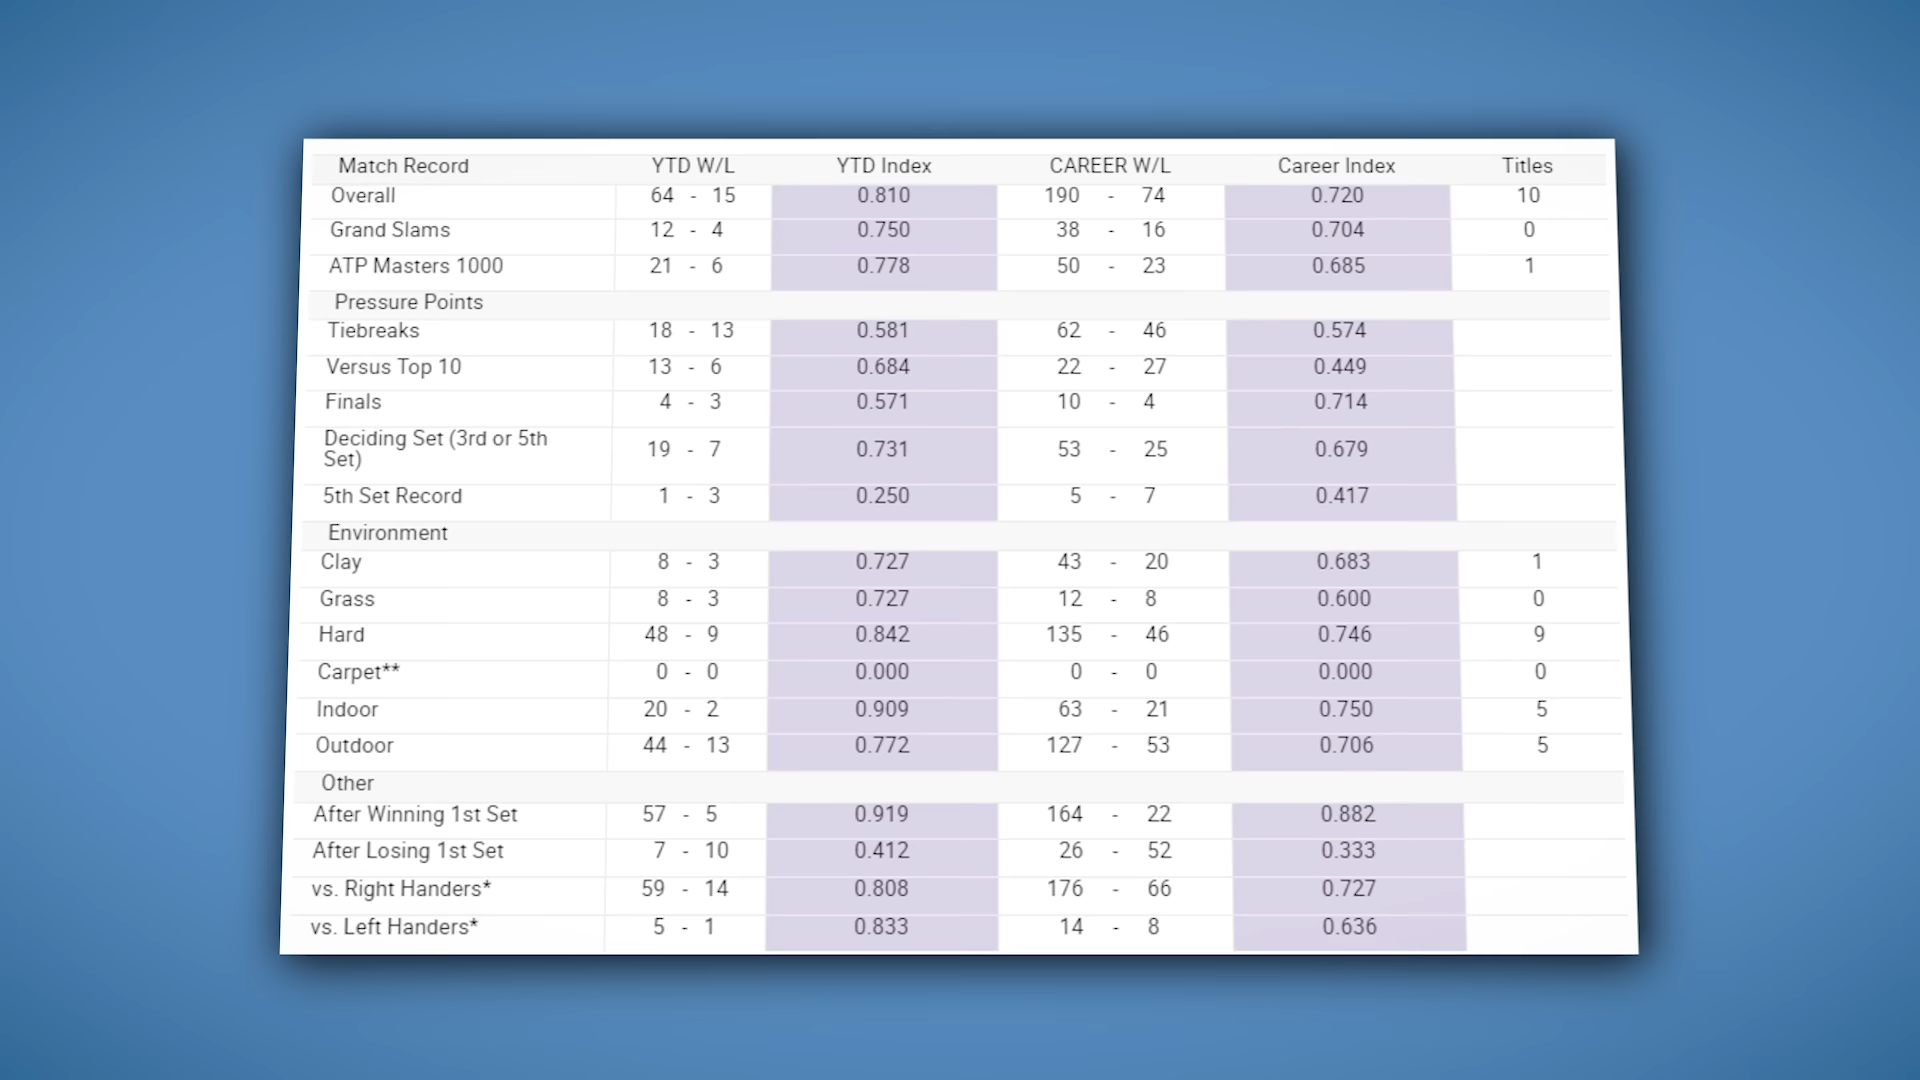 Match Record YTD W/L YTD Index CAREER W/L Career Index Titles
Overall 64 - 15 0.810 190 - 74 0.720 10
Grand Slams 12 - 4 0.750 38 - 16 0.704 0
ATP Masters 1000 21 - 6 0.778 50 - 23 0.685 1
Pressure Points
Tiebreaks 18 - 13 0.581 62 - 46 0.574
Versus Top 10 13 - 6 0.684 22 - 27 0.449
Finals 4 - 3 0.571 10 - 4 0.714
Deciding Set (3rd or 5th
Set) 19 - 7 0.731 53 - 25 0.679
5th Set Record 1 - 3 0.250 5 - 7 0.417
Environment
Clay 8 - 3 0.727 43 - 20 0.683 1
Grass 8 - 3 0.727 12 - 8 0.600 0
Hard 48 - 9 0.842 135 - 46 0.746 9
Carpet** 0 - 0 0.000 0 - 0 0.000 0
Indoor 20 - 2 0.909 63 - 21 0.750 5
Outdoor 44 - 13 0.772 127 - 53 0.706 5
Other
After Winning 1st Set 57 - 5 0.919 164 - 22 0.882
After Losing 1st Set 7 - 10 0.412 26 - 52 0.333
vs. Right Handers* 59 - 14 0.808 176 - 66 0.727
vs. Left Handers* 5 - 1 0.833 14 - 8 0.636